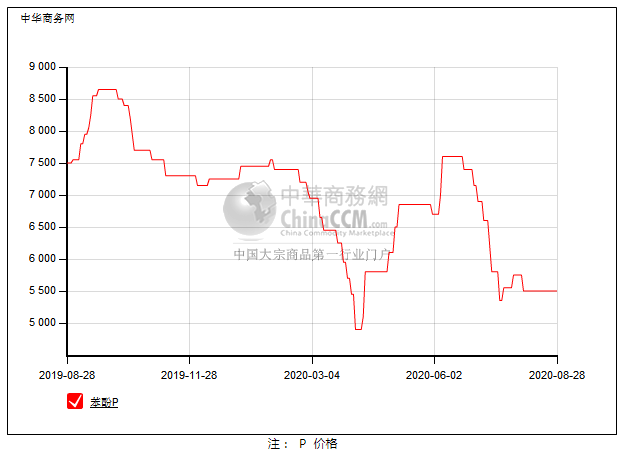 中华商务网
9 000
8 500
8 000
7 500
7 000
6 500
6 000
5 500
5 000
中華商務網
ChinaCCM.com
China Commodity Marketplace
中国大宗商品第一行业门户
2019-08-28 2019-11-28 2020-03-04 2020-06-02 2020-08-28
苯酚P
注： P 价格